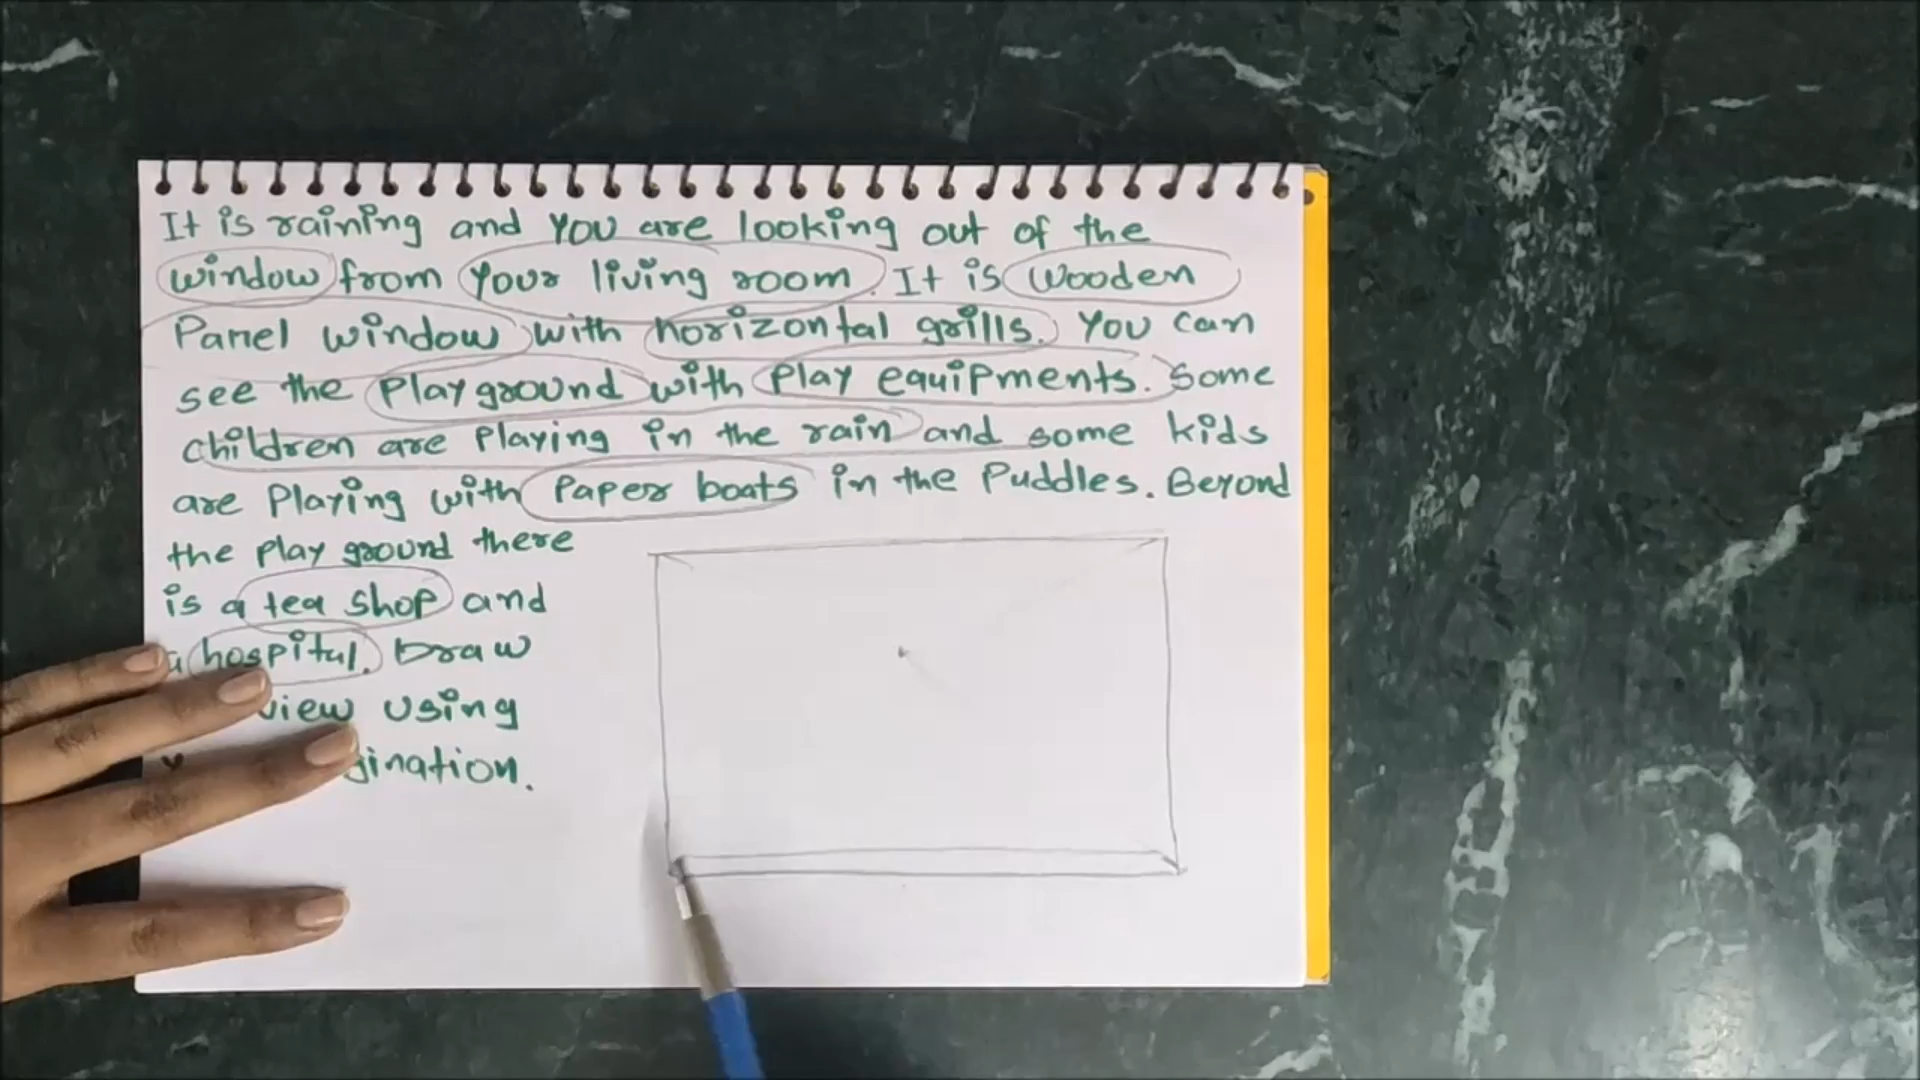 It is raining and you are looking out of the
window from your living room. It is wooden
Panel window with horizontal grills. You can
see the playground with play equipments. Some
children are playing in the rain and some kids
are playing with paper boats in the puddles. Beyond
the play ground there
is a tea shop and
a hospital. Draw
view using
gination.